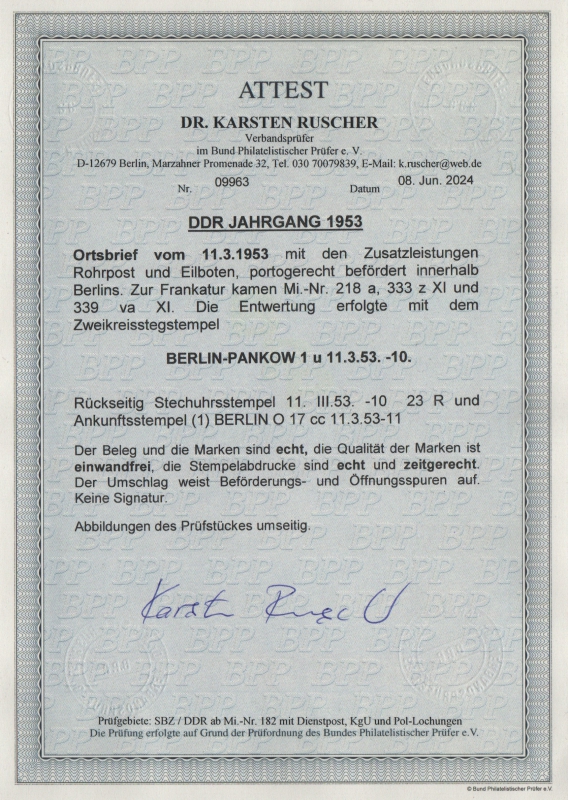 ATTEST
DR. KARSTEN RUSCHER
Verbandsprüfer
im Bund Philatelistischer Prüfer e. V.
D-12679 Berlin, Marzahner Promenade 32, Tel. 030 70079839, E-Mail: k.ruscher@web.de
Nr. 09963 Datum 08. Jun. 2024
DDR JAHRGANG 1953
Ortsbrief vom 11.3.1953 mit den Zusatzleistungen
Rohrpost und Eilboten, portogerecht befördert innerhalb
Berlins. Zur Frankatur kamen Mi.-Nr. 218 a, 333 z XI und
339 va XI. Die Entwertung erfolgte mit dem
Zweikreisstegstempel
BERLIN-PANKOW 1 u 11.3.53. -10.
Rückseitig Stechuhrsstempel 11. III.53. -10 23 R und
Ankunftsstempel (1) BERLIN O 17 cc 11.3.53-11
Der Beleg und die Marken sind echt, die Qualität der Marken ist
einwandfrei, die Stempelabdrucke sind echt und zeitgerecht.
Der Umschlag weist Beförderungs- und Öffnungsspuren auf.
Keine Signatur.
Abbildungen des Prüfstückes umseitig.
Karsten Ruscher
Prüfgebiete: SBZ / DDR ab Mi.-Nr. 182 mit Dienstpost, KgU und Pol-Lochungen
Die Prüfung erfolgte auf Grund der Prüfordnung des Bundes Philatelistischer Prüfer e.V.
© Bund Philatelistischer Prüfer e.V.